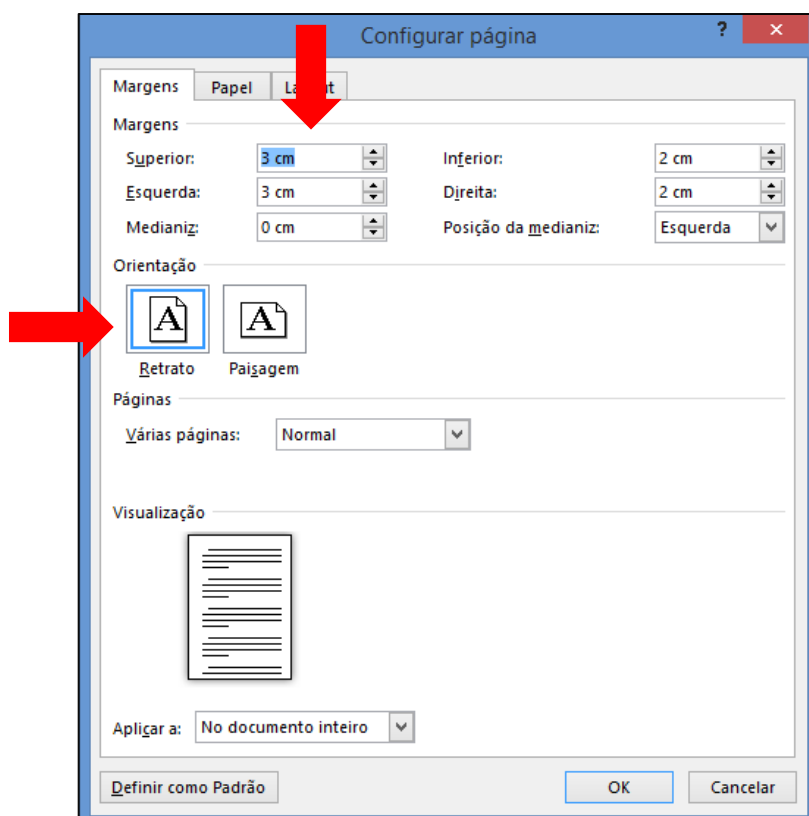 Configurar página ?
Margens Papel
Margens
Superior: 3 cm Inferior: 2 cm
Esquerda: 3 cm Direita: 2 cm
Medianiz: 0 cm Posição da medianiz: Esquerda
Orientação
A A
Retrato Paisagem
Páginas
Várias páginas: Normal
Visualização
Aplicar a: No documento inteiro
Definir como Padrão OK Cancelar